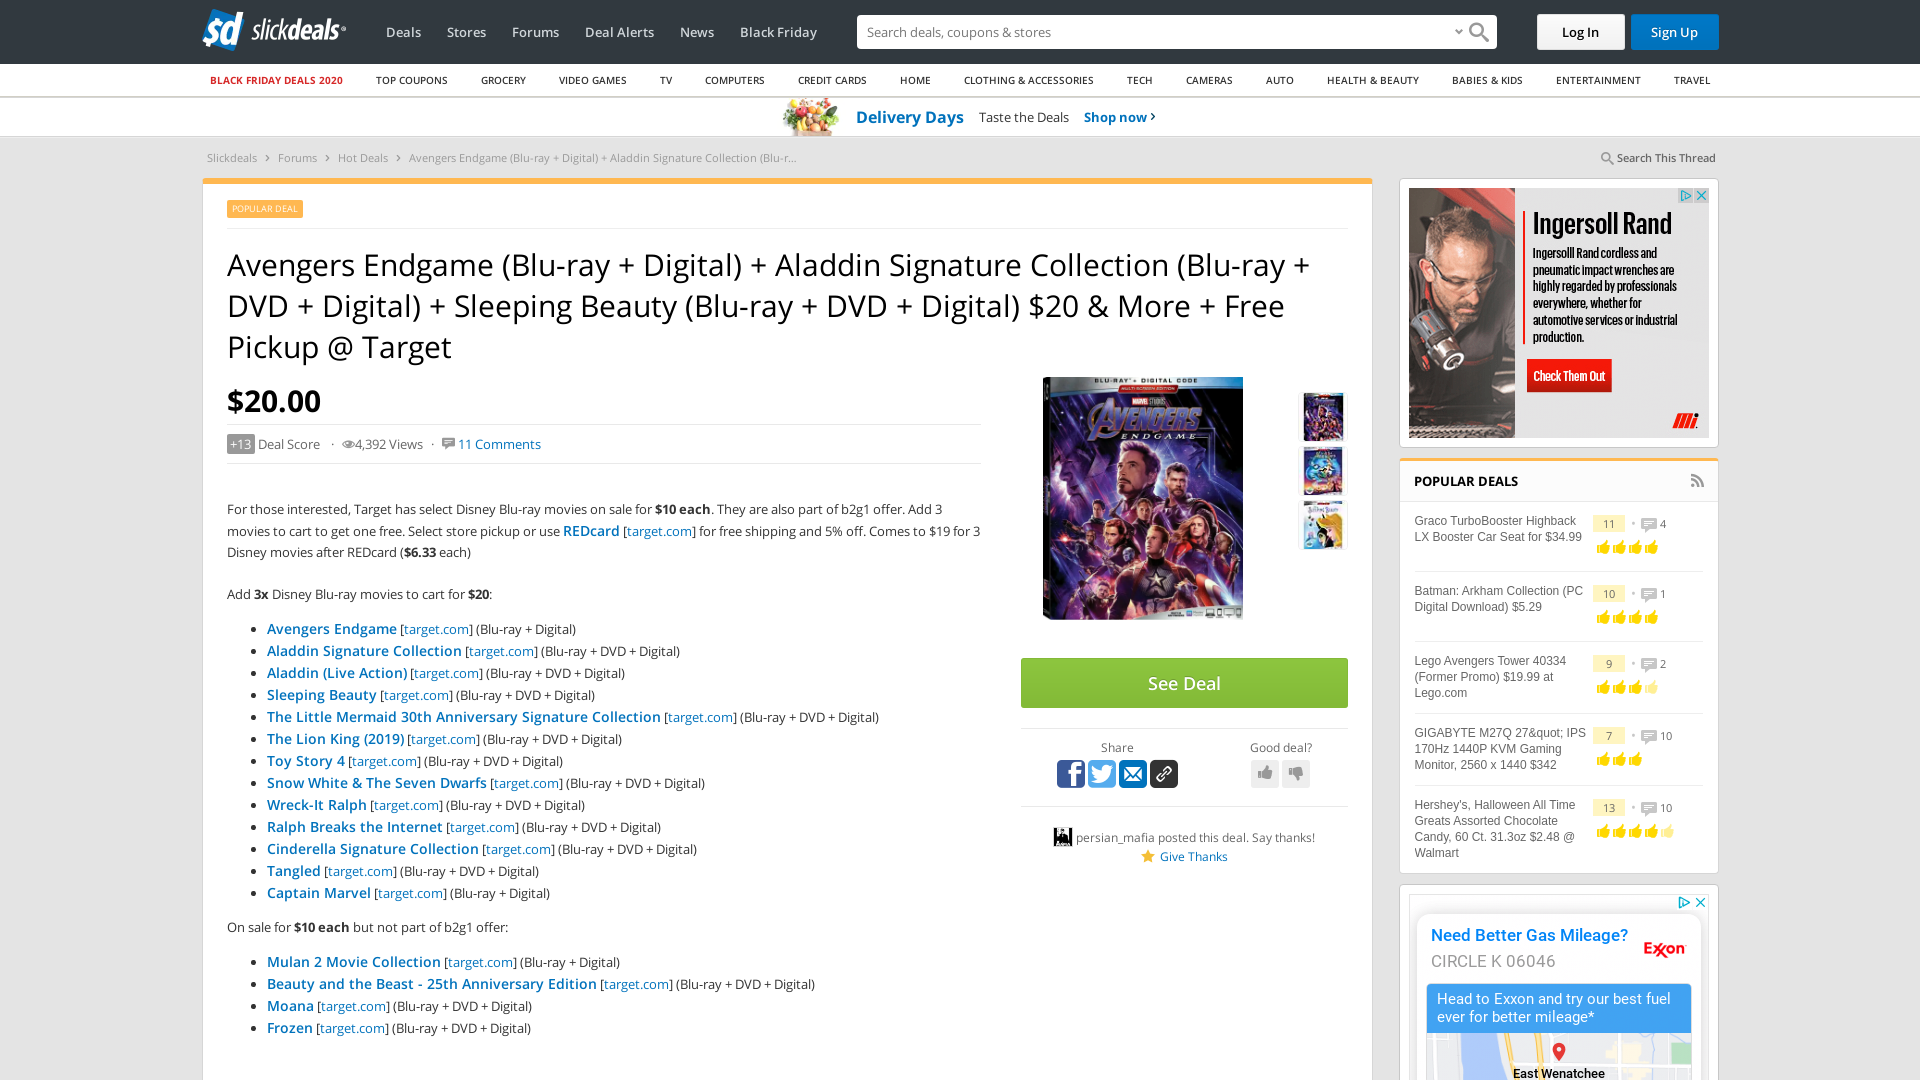 slickdeals
Deals
Stores
Forums
Deal Alerts
News
Black Friday
Search deals, coupons & stores
Log In
Sign Up
BLACK FRIDAY DEALS 2020
TOP COUPONS
GROCERY
VIDEO GAMES
TV
COMPUTERS
CREDIT CARDS
HOME
CLOTHING & ACCESSORIES
TECH
CAMERAS
AUTO
HEALTH & BEAUTY
BABIES & KIDS
ENTERTAINMENT
TRAVEL
Delivery Days Taste the Deals Shop now
Slickdeals > Forums > Hot Deals > Avengers Endgame (Blu-ray + Digital) + Aladdin Signature Collection (Blu-r...
Search This Thread
POPULAR DEAL
Avengers Endgame (Blu-ray + Digital) + Aladdin Signature Collection (Blu-ray +
DVD + Digital) + Sleeping Beauty (Blu-ray + DVD + Digital) $20 & More + Free
Pickup @ Target
$20.00
+13 Deal Score · 4,392 Views · 11 Comments
For those interested, Target has select Disney Blu-ray movies on sale for $10 each. They are also part of b2g1 offer. Add 3
movies to cart to get one free. Select store pickup or use REDcard [target.com] for free shipping and 5% off. Comes to $19 for 3
Disney movies after REDcard ($6.33 each)
Add 3x Disney Blu-ray movies to cart for $20:
Avengers Endgame [target.com] (Blu-ray + Digital)
Aladdin Signature Collection [target.com] (Blu-ray + DVD + Digital)
Aladdin (Live Action) [target.com] (Blu-ray + DVD + Digital)
Sleeping Beauty [target.com] (Blu-ray + DVD + Digital)
The Little Mermaid 30th Anniversary Signature Collection [target.com] (Blu-ray + DVD + Digital)
The Lion King (2019) [target.com] (Blu-ray + DVD + Digital)
Toy Story 4 [target.com] (Blu-ray + DVD + Digital)
Snow White & The Seven Dwarfs [target.com] (Blu-ray + DVD + Digital)
Wreck-It Ralph [target.com] (Blu-ray + DVD + Digital)
Ralph Breaks the Internet [target.com] (Blu-ray + DVD + Digital)
Cinderella Signature Collection [target.com] (Blu-ray + DVD + Digital)
Tangled [target.com] (Blu-ray + DVD + Digital)
Captain Marvel [target.com] (Blu-ray + Digital)
On sale for $10 each but not part of b2g1 offer:
Mulan 2 Movie Collection [target.com] (Blu-ray + Digital)
Beauty and the Beast - 25th Anniversary Edition [target.com] (Blu-ray + DVD + Digital)
Moana [target.com] (Blu-ray + DVD + Digital)
Frozen [target.com] (Blu-ray + DVD + Digital)
BLU-RAY + DIGITAL CODE
MULTI-SCREEN EDITION
MARVEL STUDIOS
AVENGERS
ENDGAME
See Deal
Share
Good deal?
persian_mafia posted this deal. Say thanks!
Give Thanks
Ingersoll Rand
Ingersolll Rand cordless and
pneumatic impact wrenches are
highly regarded by professionals
everywhere, whether for
automotive services or industrial
production.
Check Them Out
POPULAR DEALS
Graco TurboBooster Highback
LX Booster Car Seat for $34.99
11 • 4
Batman: Arkham Collection (PC
Digital Download) $5.29
10 • 1
Lego Avengers Tower 40334
(Former Promo) $19.99 at
Lego.com
9 • 2
GIGABYTE M27Q 27&quot; IPS
170Hz 1440P KVM Gaming
Monitor, 2560 x 1440 $342
7 • 10
Hershey's, Halloween All Time
Greats Assorted Chocolate
Candy, 60 Ct. 31.3oz $2.48 @
Walmart
13 • 10
Need Better Gas Mileage?
CIRCLE K 06046
Exxon
Head to Exxon and try our best fuel
ever for better mileage*
East Wenatchee